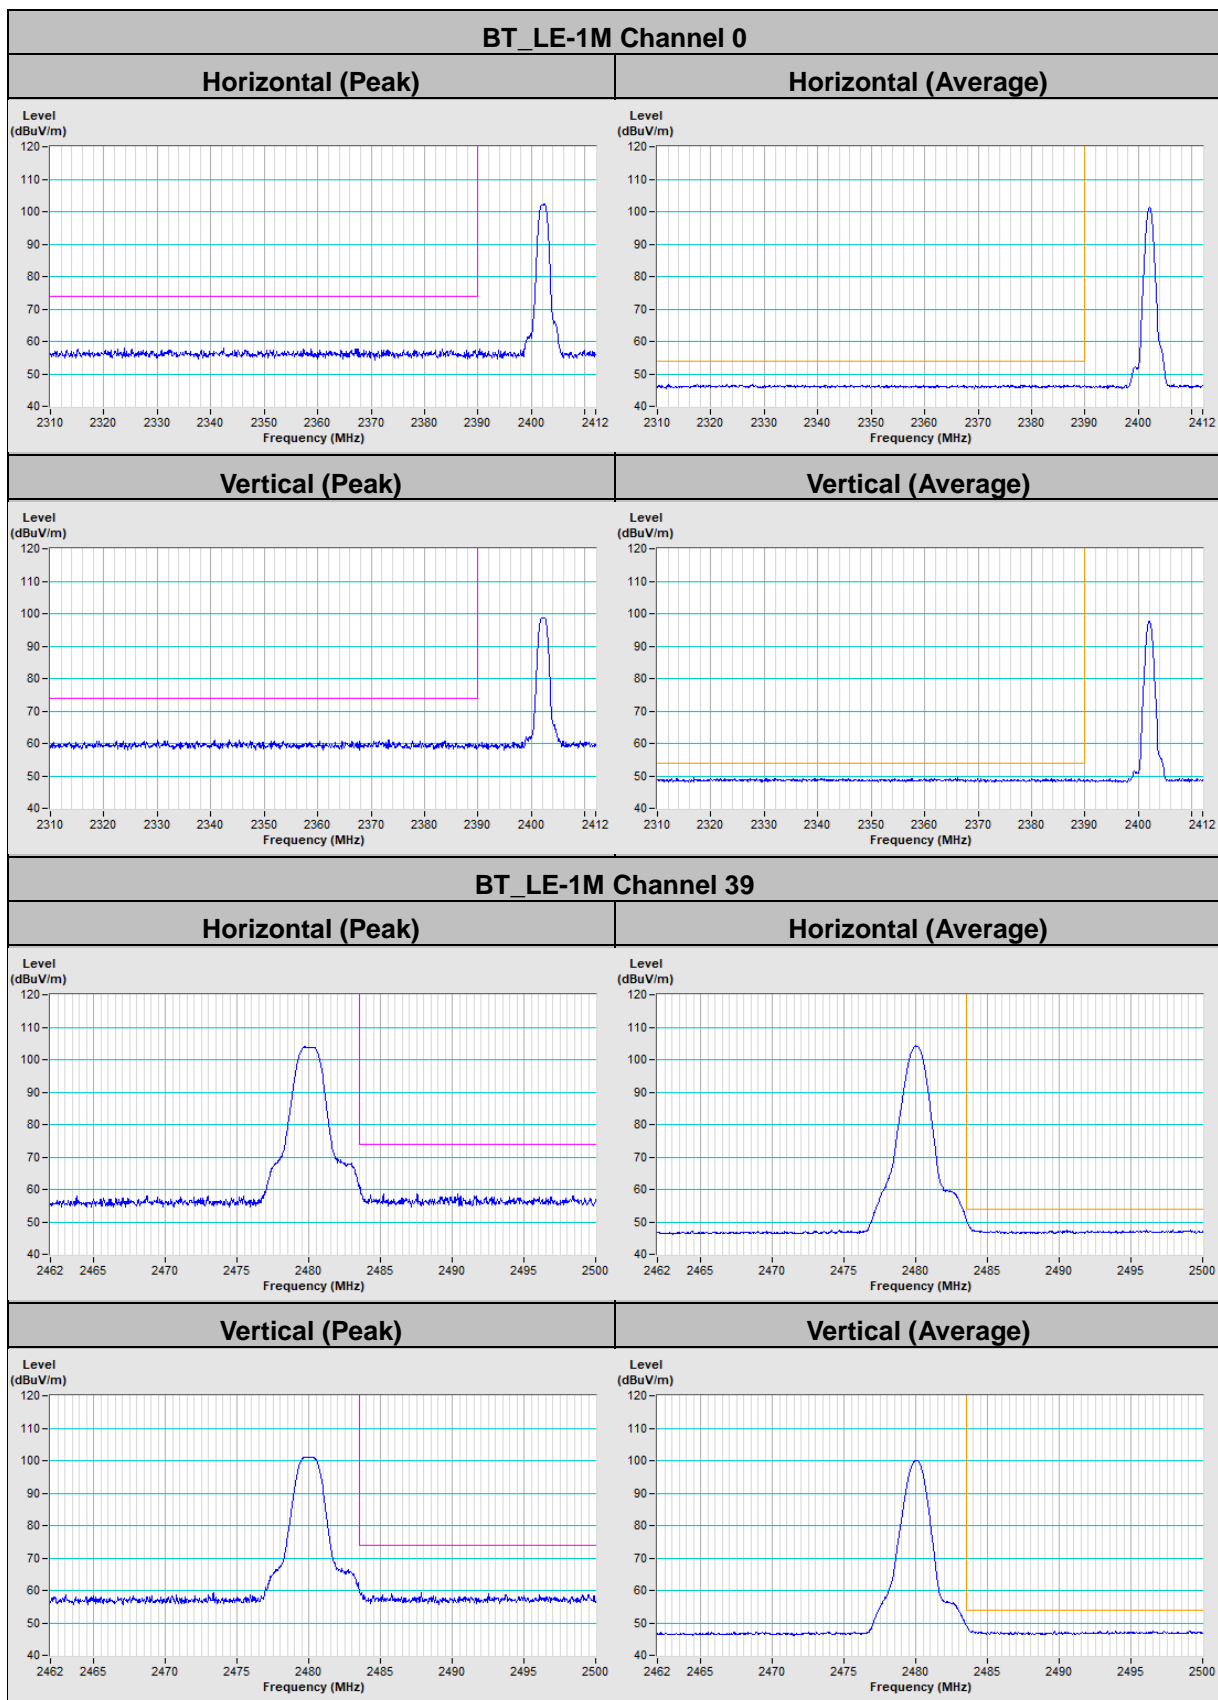 BT_LE-1M Channel 0
Horizontal (Peak)
Horizontal (Average)
Level
(dBuV/m)
120
110
100
90
80
70
60
50
40
2310 2320 2330 2340 2350 2360 2370 2380 2390 2400 2412
Frequency (MHz)
Level
(dBuV/m)
120
110
100
90
80
70
60
50
40
2310 2320 2330 2340 2350 2360 2370 2380 2390 2400 2412
Frequency (MHz)
Vertical (Peak)
Vertical (Average)
Level
(dBuV/m)
120
110
100
90
80
70
60
50
40
2310 2320 2330 2340 2350 2360 2370 2380 2390 2400 2412
Frequency (MHz)
Level
(dBuV/m)
120
110
100
90
80
70
60
50
40
2310 2320 2330 2340 2350 2360 2370 2380 2390 2400 2412
Frequency (MHz)
BT_LE-1M Channel 39
Horizontal (Peak)
Horizontal (Average)
Level
(dBuV/m)
120
110
100
90
80
70
60
50
40
2462 2465 2470 2475 2480 2485 2490 2495 2500
Frequency (MHz)
Level
(dBuV/m)
120
110
100
90
80
70
60
50
40
2462 2465 2470 2475 2480 2485 2490 2495 2500
Frequency (MHz)
Vertical (Peak)
Vertical (Average)
Level
(dBuV/m)
120
110
100
90
80
70
60
50
40
2462 2465 2470 2475 2480 2485 2490 2495 2500
Frequency (MHz)
Level
(dBuV/m)
120
110
100
90
80
70
60
50
40
2462 2465 2470 2475 2480 2485 2490 2495 2500
Frequency (MHz)